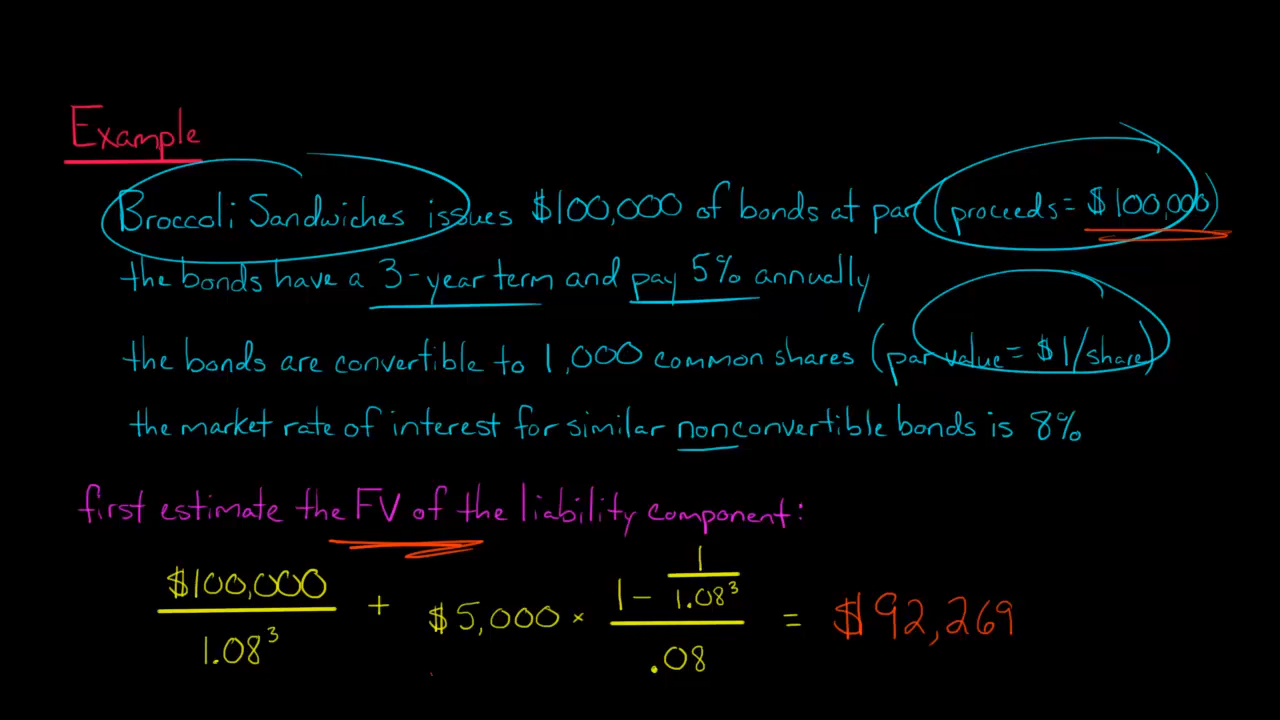 Example
Broccoli Sandwiches issues $100,000 of bonds at par (proceeds = $100,000)
the bonds have a 3-year term and pay 5% annually
the bonds are convertible to 1,000 common shares (par value = $1/share)
the market rate of interest for similar nonconvertible bonds is 8%
first estimate the FV of the liability component:
$100,000 / 1.08³ + $5,000 × (1 - 1 / 1.08³) / .08 = $92,269